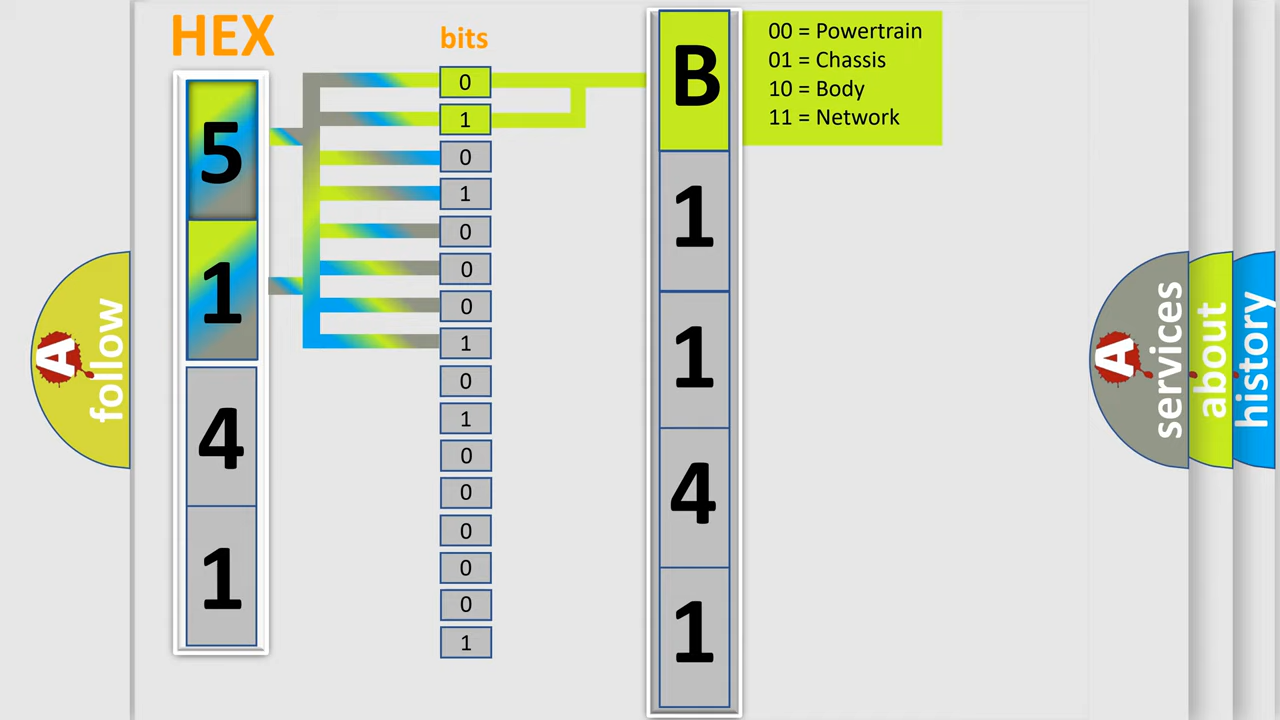 HEX
bits
5
1
4
1
0
1
0
1
0
0
0
1
0
1
0
0
0
0
0
1
B
1
1
4
1
00 = Powertrain
01 = Chassis
10 = Body
11 = Network
A
follow
A
services
about
history